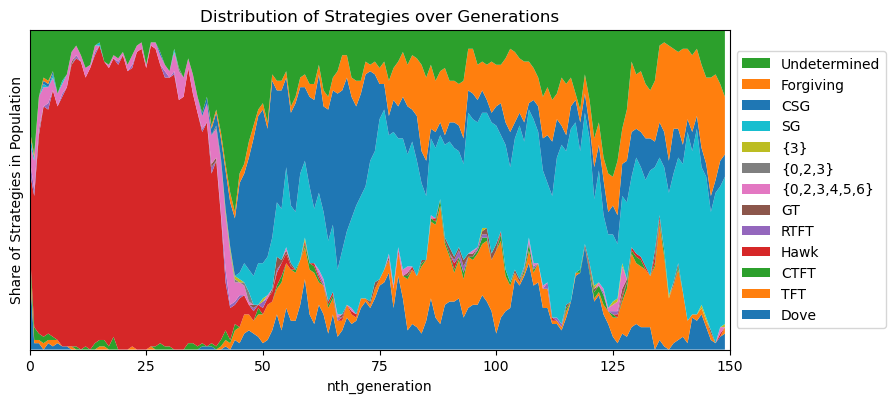 Distribution of Strategies over Generations
Share of Strategies in Population
0 25 50 75 100 125 150
nth_generation
Undetermined
Forgiving
CSG
SG
{3}
{0,2,3}
{0,2,3,4,5,6}
GT
RTFT
Hawk
CTFT
TFT
Dove